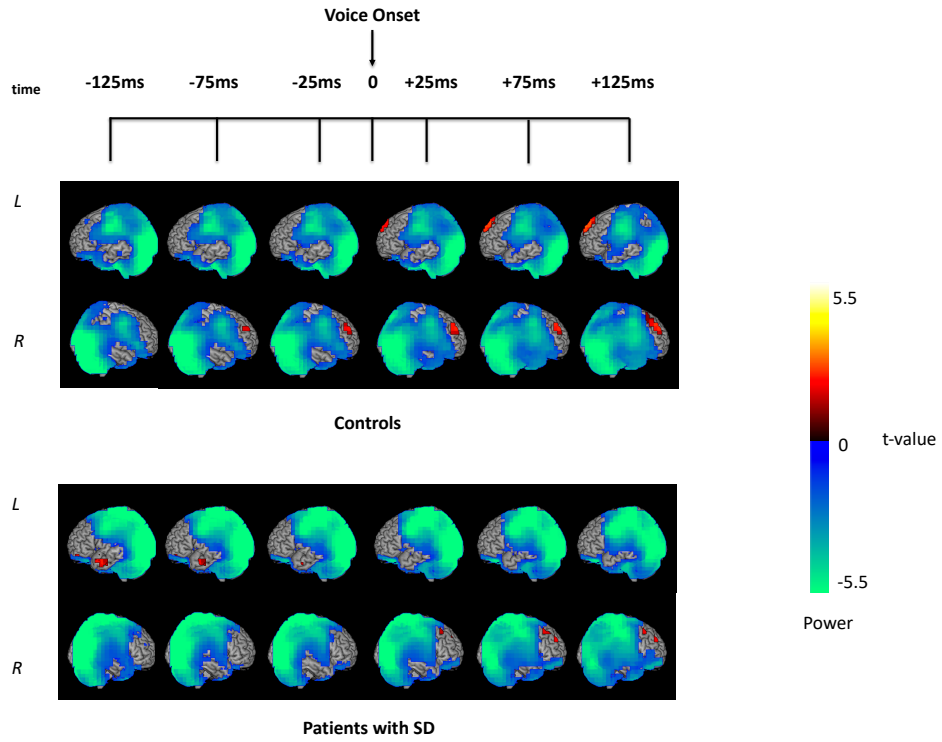 Voice Onset
time -125ms -75ms -25ms 0 +25ms +75ms +125ms
L
R
Controls
5.5
0 t-value
-5.5
Power
L
R
Patients with SD